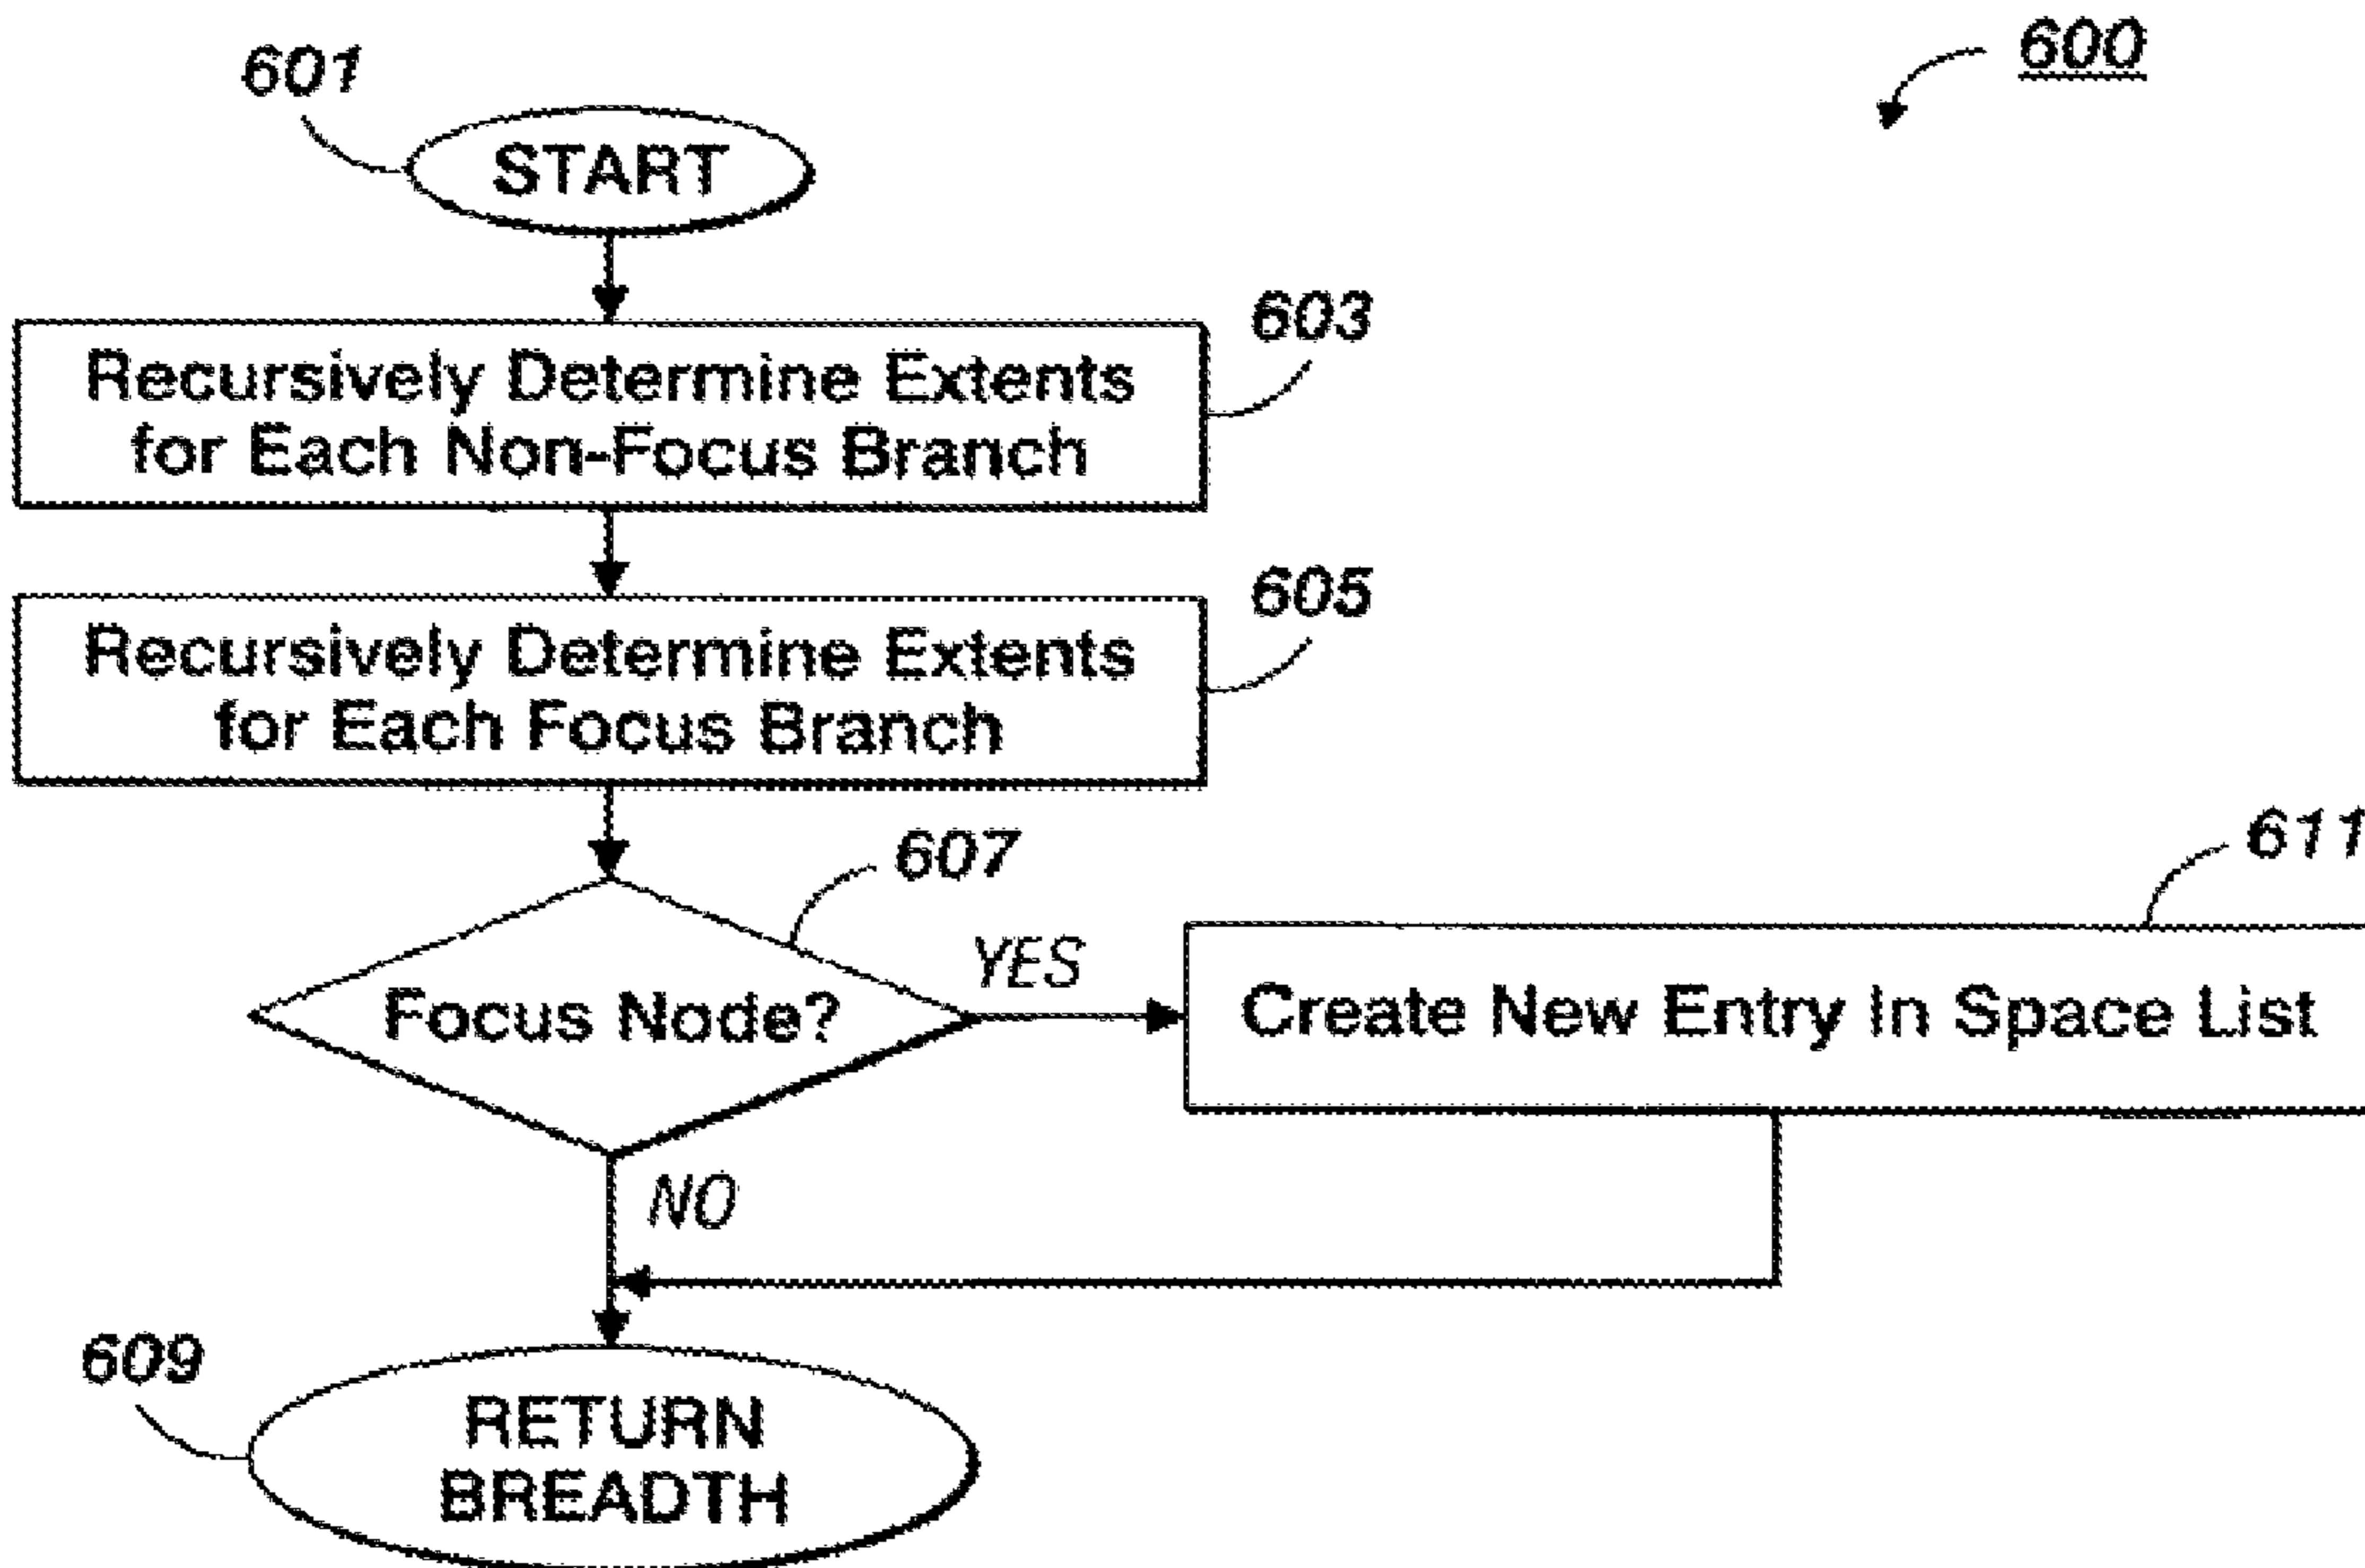 600
601
START
603
Recursively Determine Extents
for Each Non-Focus Branch
605
Recursively Determine Extents
for Each Focus Branch
607
611
Focus Node?
YES
Create New Entry In Space List
NO
609
RETURN
BREADTH